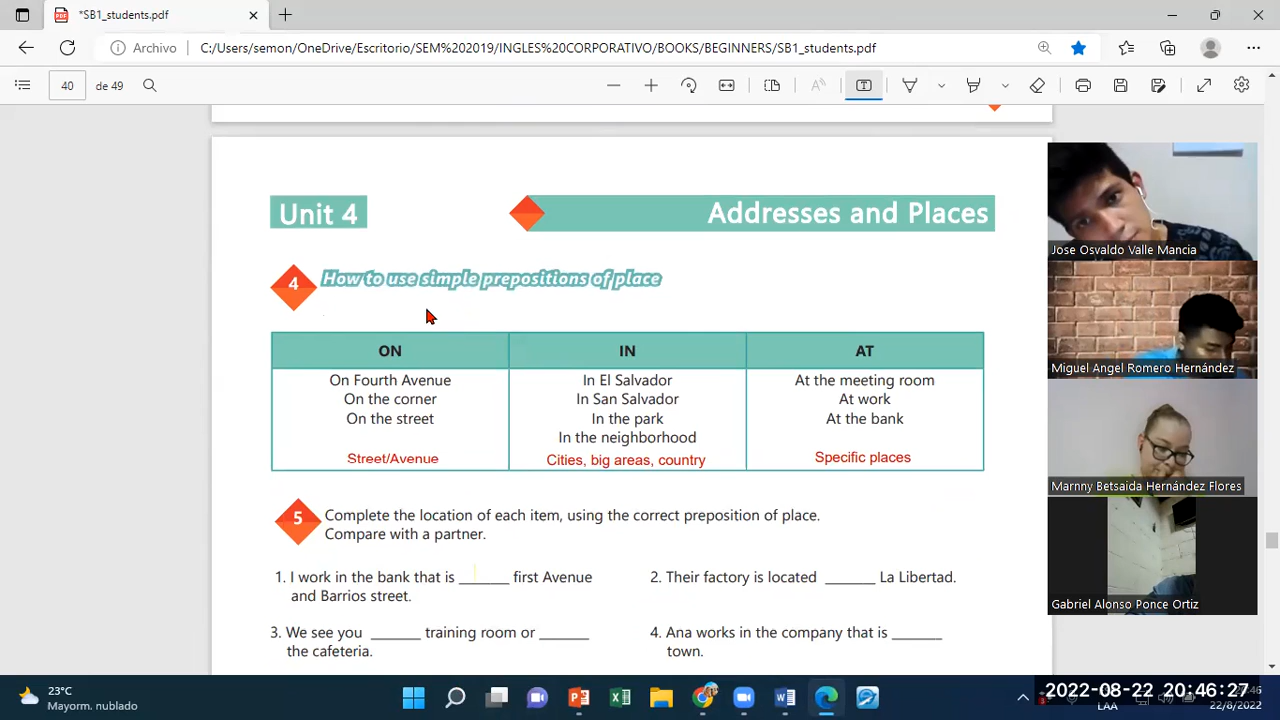 *SB1_students.pdf
Archivo
C:/Users/semon/OneDrive/Escritorio/SEM%202019/INGLES%20CORPORATIVO/BOOKS/BEGINNERS/SB1_students.pdf
40 de 49
Unit 4
Addresses and Places
4 How to use simple prepositions of place
ON IN AT
On Fourth Avenue In El Salvador At the meeting room
On the corner In San Salvador At work
On the street In the park At the bank
In the neighborhood
Street/Avenue Cities, big areas, country Specific places
5 Complete the location of each item, using the correct preposition of place.
Compare with a partner.
1. I work in the bank that is ______ first Avenue
and Barrios street.
2. Their factory is located ______ La Libertad.
3. We see you ______ training room or ______
the cafeteria.
4. Ana works in the company that is ______
town.
Jose Osvaldo Valle Mancia
Miguel Angel Romero Hernández
Marnny Betsaida Hernández Flores
Gabriel Alonso Ponce Ortiz
23°C
Mayorm. nublado
2022-08-22 20:46:27
LAA
22/8/2022